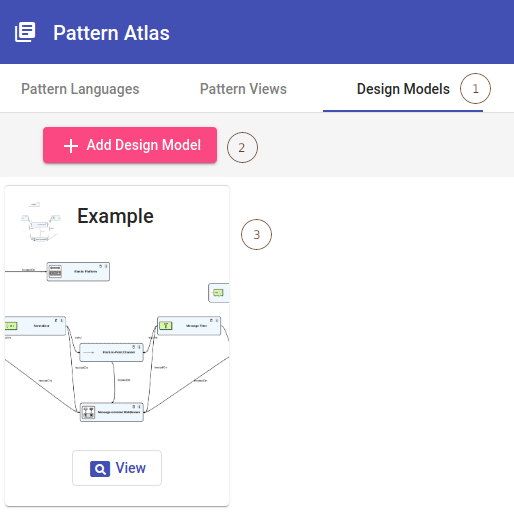 Pattern Atlas
Pattern Languages
Pattern Views
Design Models
1
Add Design Model
2
Example
3
Elastic Platform
Message Filter
Point-to-Point Channel
Message-oriented Middleware
View